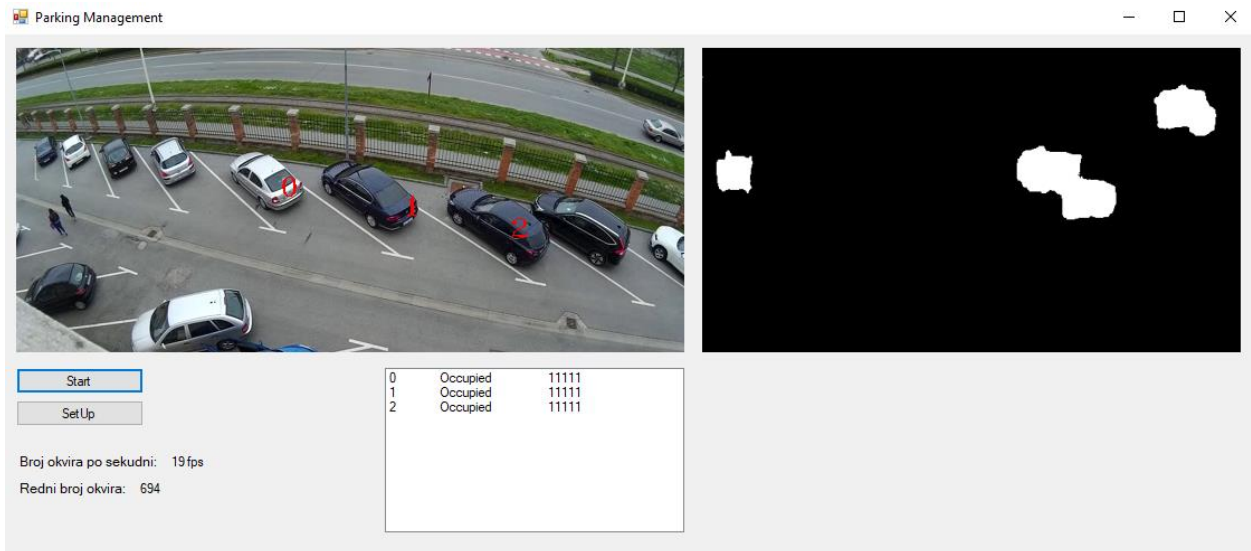 Parking Management
0
1
2
Start
SetUp
0 Occupied 11111
1 Occupied 11111
2 Occupied 11111
Broj okvira po sekudni: 19 fps
Redni broj okvira: 694